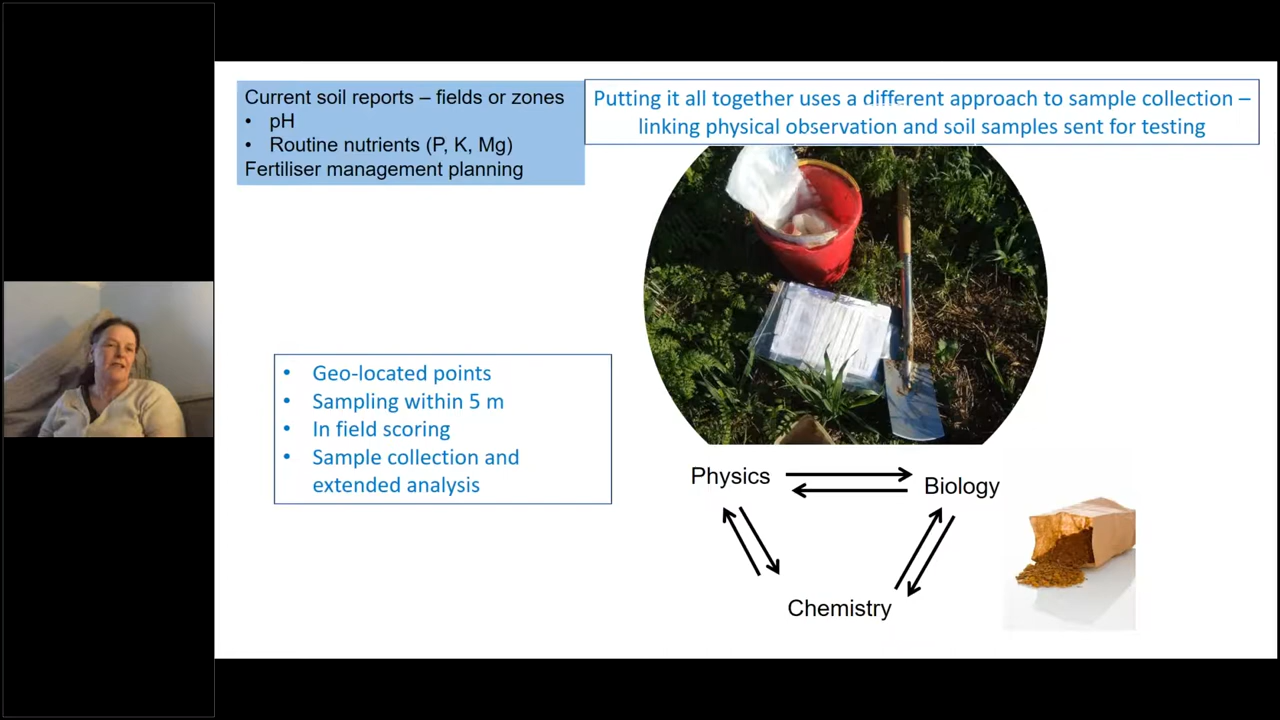 Current soil reports – fields or zones
• pH
• Routine nutrients (P, K, Mg)
Fertiliser management planning
Putting it all together uses a different approach to sample collection –
linking physical observation and soil samples sent for testing
• Geo-located points
• Sampling within 5 m
• In field scoring
• Sample collection and
extended analysis
Physics
Biology
Chemistry